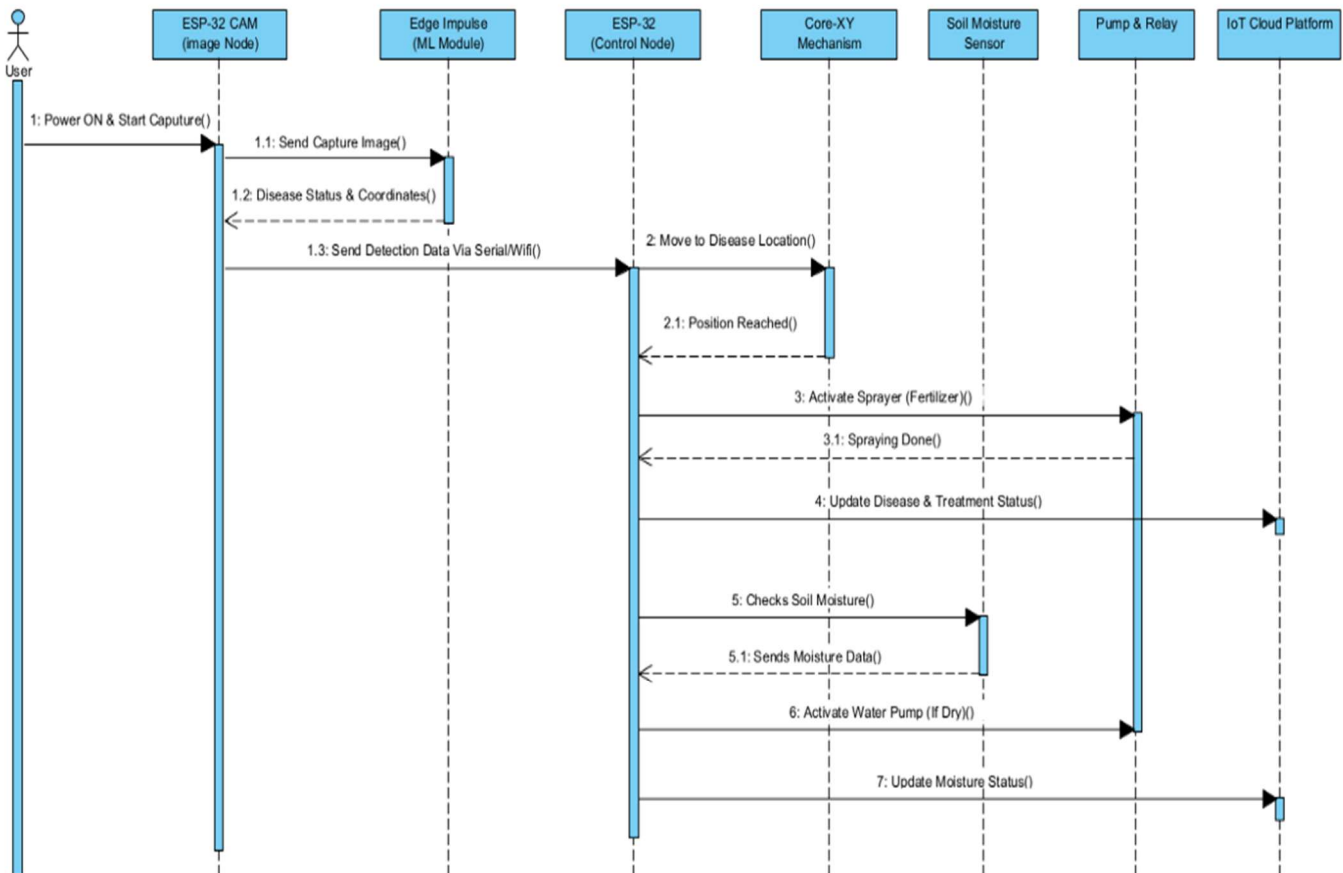 ESP-32 CAM
(image Node)
Edge Impulse
(ML Module)
ESP-32
(Control Node)
Core-XY
Mechanism
Soil Moisture
Sensor
Pump & Relay
IoT Cloud Platform
User
1: Power ON & Start Caputure()
1.1: Send Capture Image()
1.2: Disease Status & Coordinates()
1.3: Send Detection Data Via Serial/Wifi()
2: Move to Disease Location()
2.1: Position Reached()
3: Activate Sprayer (Fertilizer)()
3.1: Spraying Done()
4: Update Disease & Treatment Status()
5: Checks Soil Moisture()
5.1: Sends Moisture Data()
6: Activate Water Pump (If Dry)()
7: Update Moisture Status()